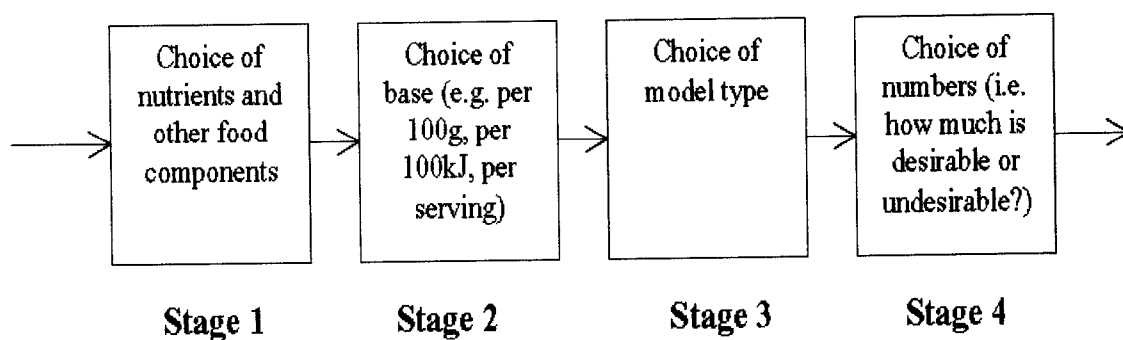 Choice of
nutrients and
other food
components
Choice of
base (e.g. per
100g, per
100kJ, per
serving)
Choice of
model type
Choice of
numbers (i.e.
how much is
desirable or
undesirable?)
Stage 1
Stage 2
Stage 3
Stage 4